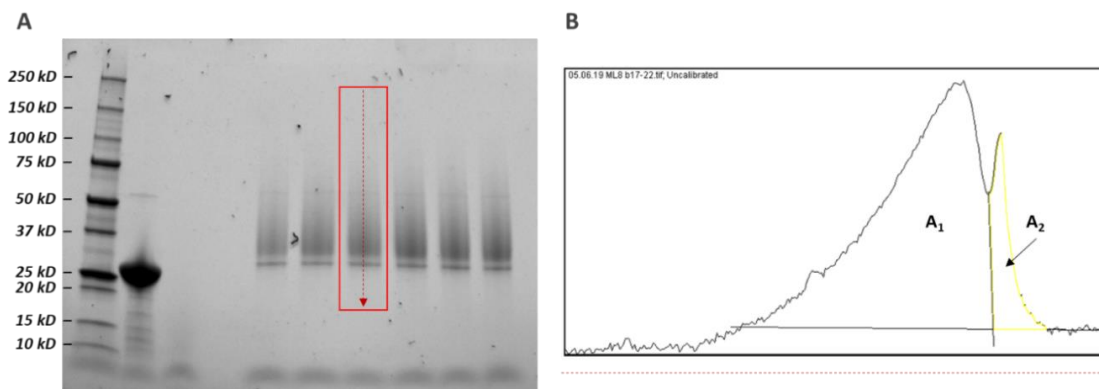 A
250 kD –
150 kD –
100 kD –
75 kD –
50 kD –
37 kD –
25 kD –
20 kD –
15 kD –
10 kD –
B
05.06.19 ML8 b17-22.tif; Uncalibrated
A₁
A₂